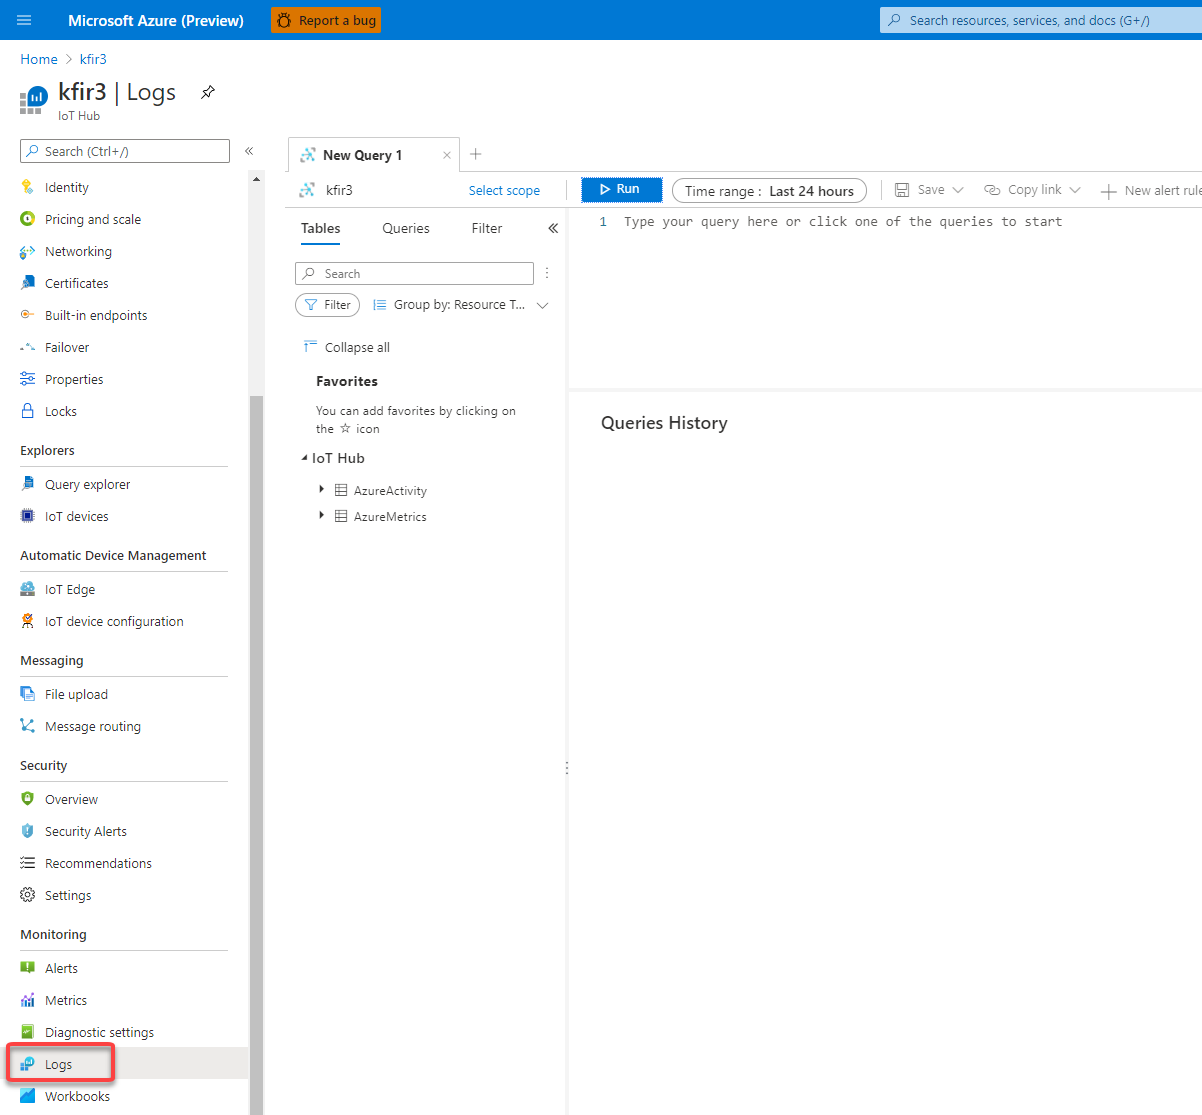 Microsoft Azure (Preview)
Report a bug
Search resources, services, and docs (G+/)
Home > kfir3
kfir3 | Logs
IoT Hub
Search (Ctrl+/)
«
Identity
Pricing and scale
Networking
Certificates
Built-in endpoints
Failover
Properties
Locks
Explorers
Query explorer
IoT devices
Automatic Device Management
IoT Edge
IoT device configuration
Messaging
File upload
Message routing
Security
Overview
Security Alerts
Recommendations
Settings
Monitoring
Alerts
Metrics
Diagnostic settings
Logs
Workbooks
New Query 1
kfir3
Select scope
Run
Time range : Last 24 hours
Save
Copy link
New alert rule
Tables
Queries
Filter
«
Search
Filter
Group by: Resource T...
Collapse all
Favorites
You can add favorites by clicking on
the ☆ icon
IoT Hub
AzureActivity
AzureMetrics
1 Type your query here or click one of the queries to start
Queries History